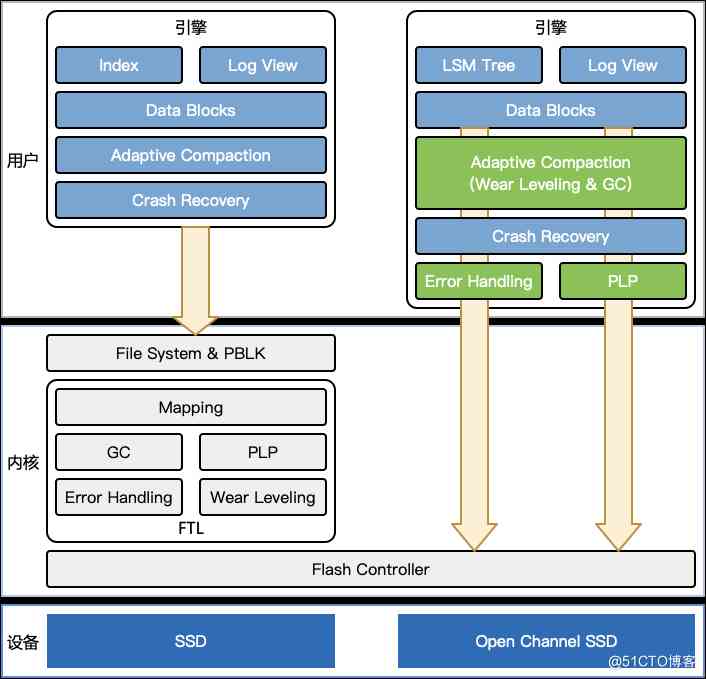 引擎
Index
Log View
Data Blocks
Adaptive Compaction
Crash Recovery
引擎
LSM Tree
Log View
Data Blocks
Adaptive Compaction
(Wear Leveling & GC)
Crash Recovery
Error Handling
PLP
用户
File System & PBLK
Mapping
GC
PLP
Error Handling
Wear Leveling
FTL
内核
Flash Controller
设备
SSD
Open Channel SSD
@51CTO博客